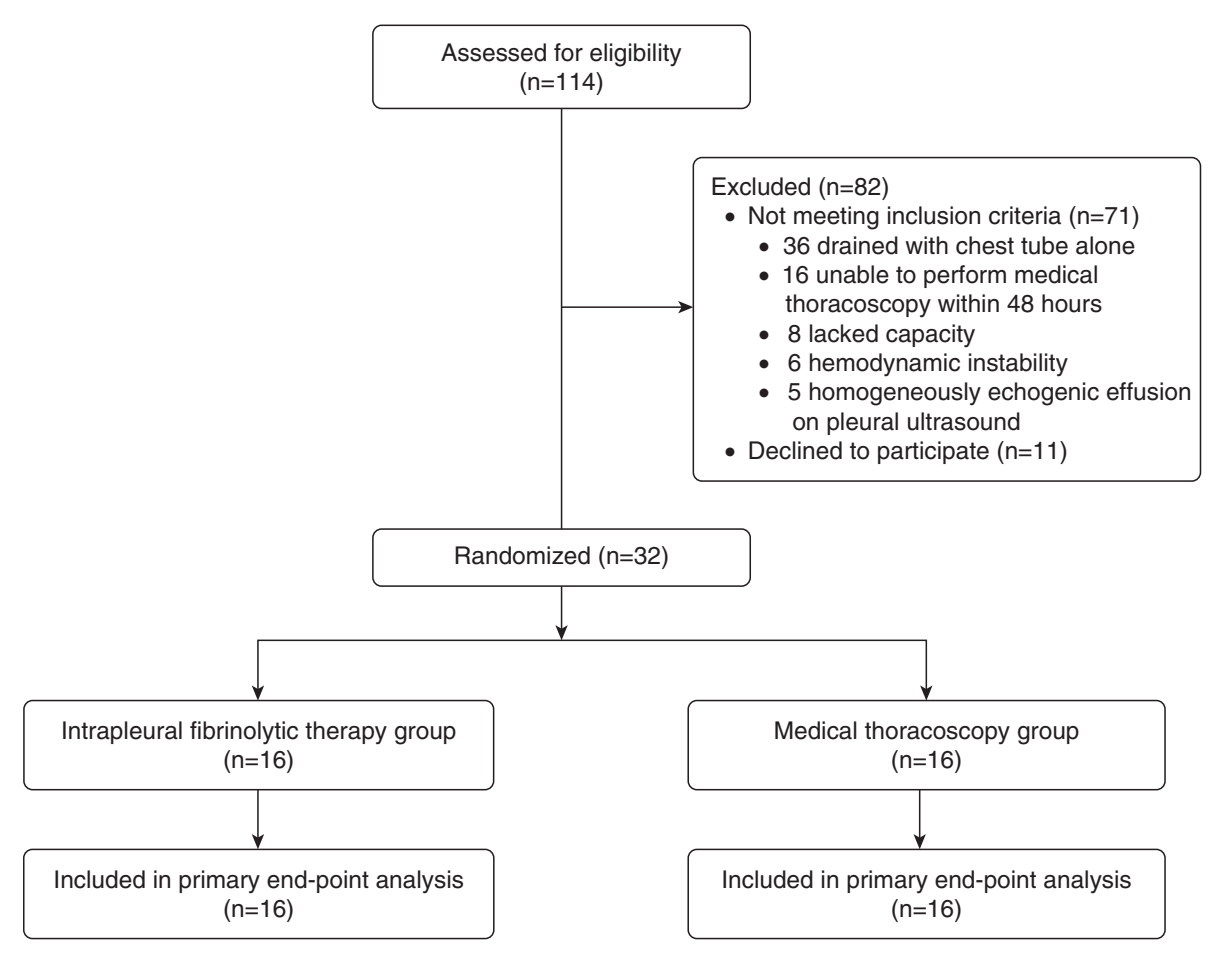 Assessed for eligibility
(n=114)
Excluded (n=82)
• Not meeting inclusion criteria (n=71)
• 36 drained with chest tube alone
• 16 unable to perform medical
thoracoscopy within 48 hours
• 8 lacked capacity
• 6 hemodynamic instability
• 5 homogeneously echogenic effusion
on pleural ultrasound
• Declined to participate (n=11)
Randomized (n=32)
Intrapleural fibrinolytic therapy group
(n=16)
Medical thoracoscopy group
(n=16)
Included in primary end-point analysis
(n=16)
Included in primary end-point analysis
(n=16)